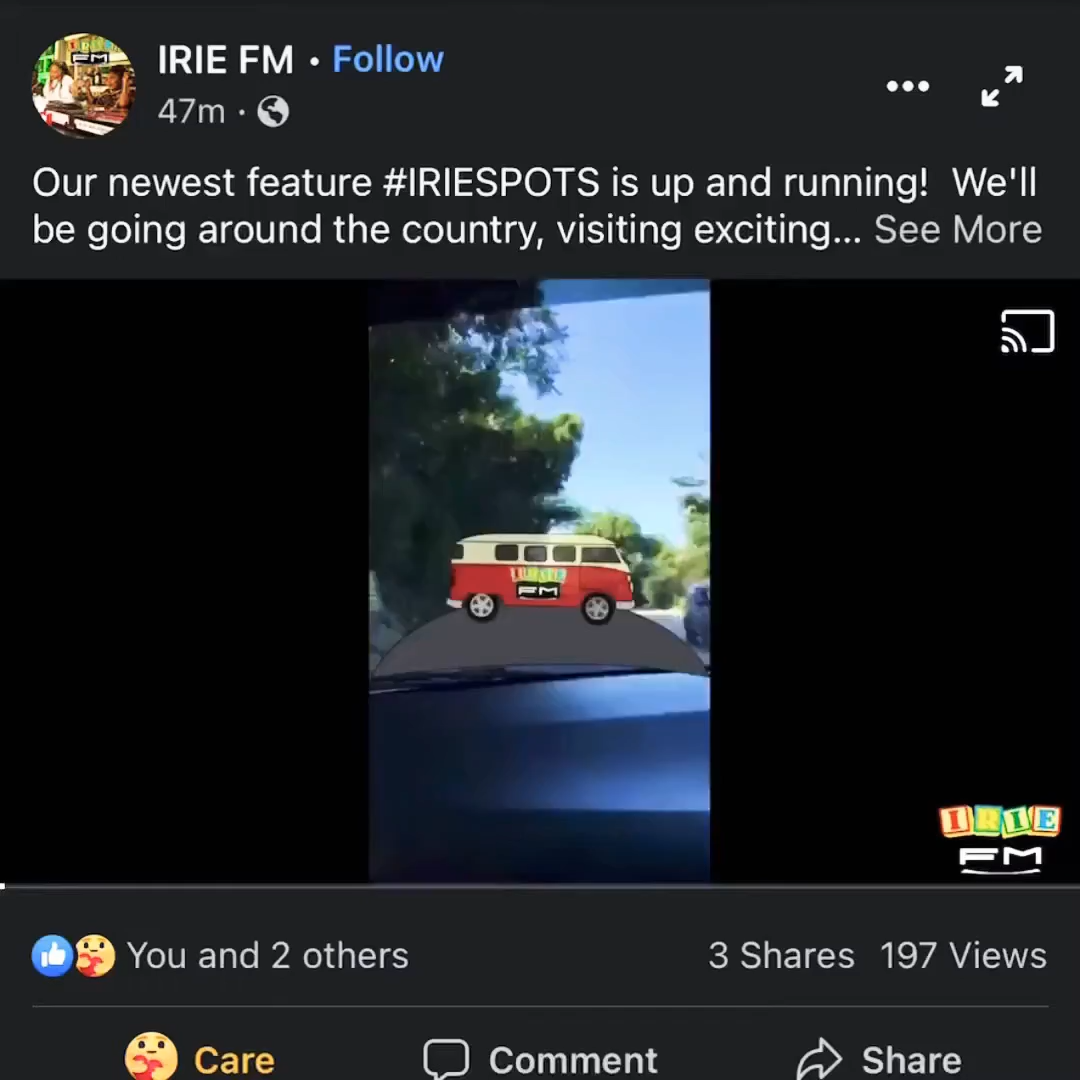 IRIE FM • Follow
47m •
Our newest feature #IRIESPOTS is up and running! We'll
be going around the country, visiting exciting... See More
FM
IRIE
FM
You and 2 others
3 Shares 197 Views
Care
Comment
Share